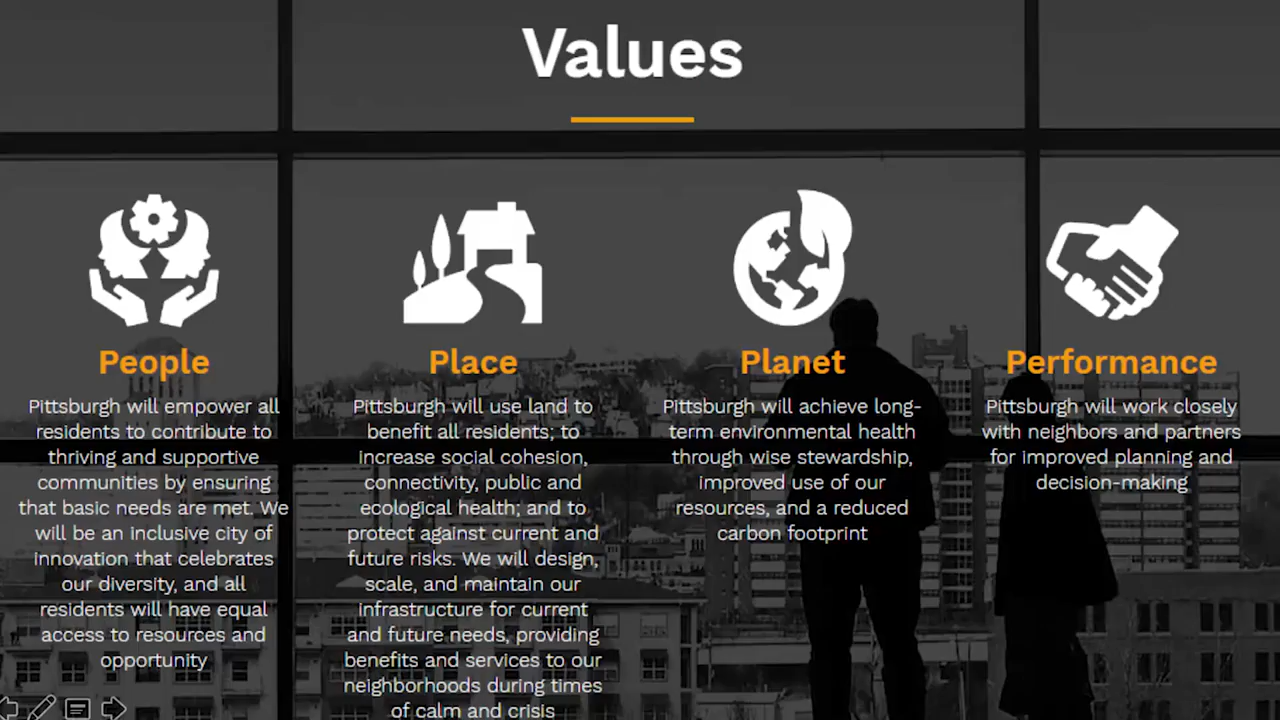 Values
People
Pittsburgh will empower all
residents to contribute to
thriving and supportive
communities by ensuring
that basic needs are met. We
will be an inclusive city of
innovation that celebrates
our diversity, and all
residents will have equal
access to resources and
opportunity
Place
Pittsburgh will use land to
benefit all residents; to
increase social cohesion,
connectivity, public and
ecological health; and to
protect against current and
future risks. We will design,
scale, and maintain our
infrastructure for current
and future needs, providing
benefits and services to our
neighborhoods during times
of calm and crisis
Planet
Pittsburgh will achieve long-
term environmental health
through wise stewardship,
improved use of our
resources, and a reduced
carbon footprint
Performance
Pittsburgh will work closely
with neighbors and partners
for improved planning and
decision-making